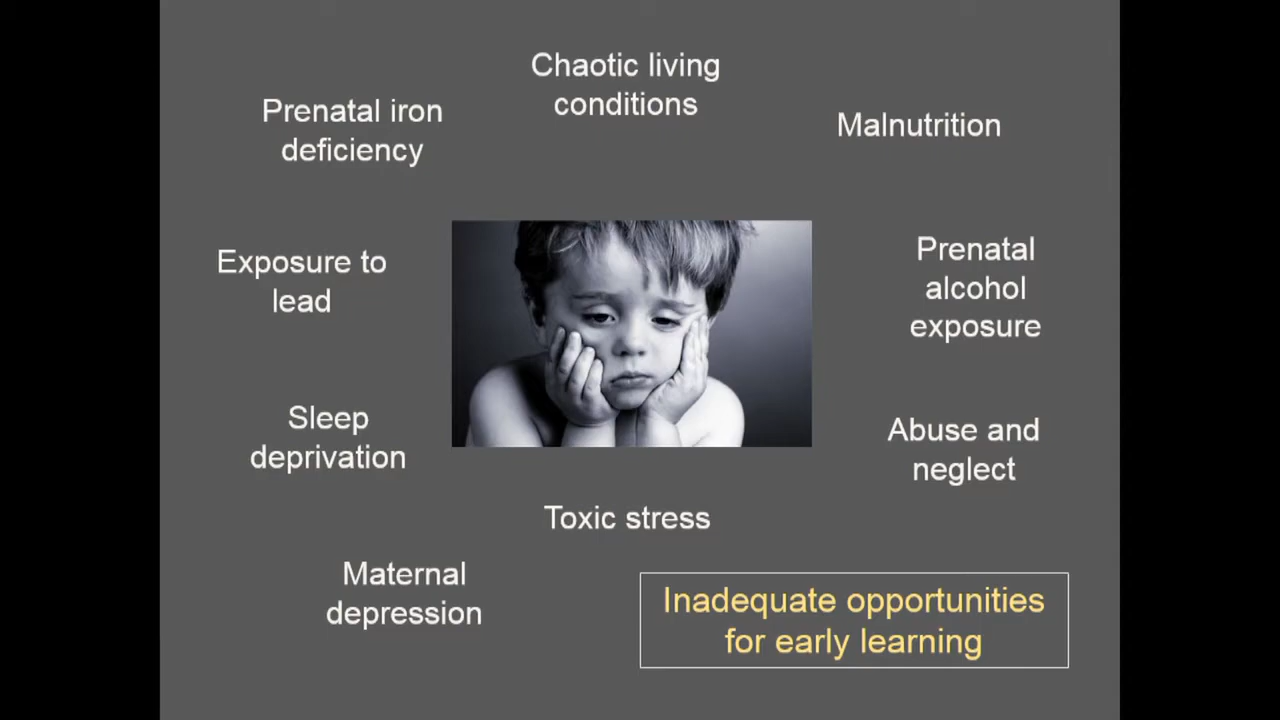 Chaotic living
conditions
Prenatal iron
deficiency
Malnutrition
Exposure to
lead
Prenatal
alcohol
exposure
Sleep
deprivation
Abuse and
neglect
Toxic stress
Maternal
depression
Inadequate opportunities
for early learning